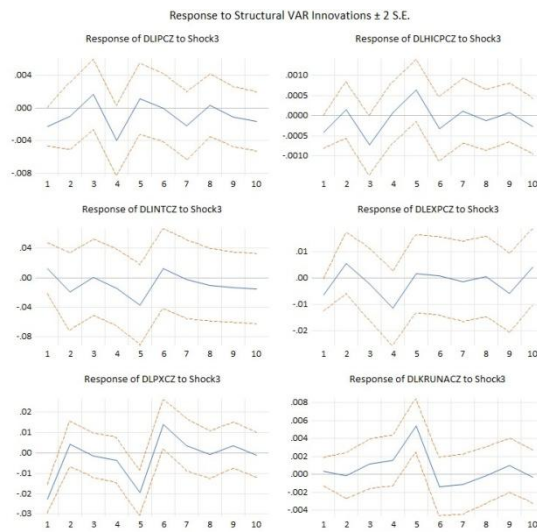 Response to Structural VAR Innovations ± 2 S.E.
Response of DLIPCZ to Shock3
.004
.000
-.004
-.008
1 2 3 4 5 6 7 8 9 10
Response of DLHICPCZ to Shock3
.0010
.0005
.0000
-.0005
-.0010
1 2 3 4 5 6 7 8 9 10
Response of DLINTCZ to Shock3
.04
.00
-.04
-.08
1 2 3 4 5 6 7 8 9 10
Response of DLEXPCZ to Shock3
.01
.00
-.01
-.02
1 2 3 4 5 6 7 8 9 10
Response of DLPXCZ to Shock3
.02
.01
.00
-.01
-.02
-.03
1 2 3 4 5 6 7 8 9 10
Response of DLKRUNACZ to Shock3
.008
.006
.004
.002
.000
-.002
-.004
1 2 3 4 5 6 7 8 9 10